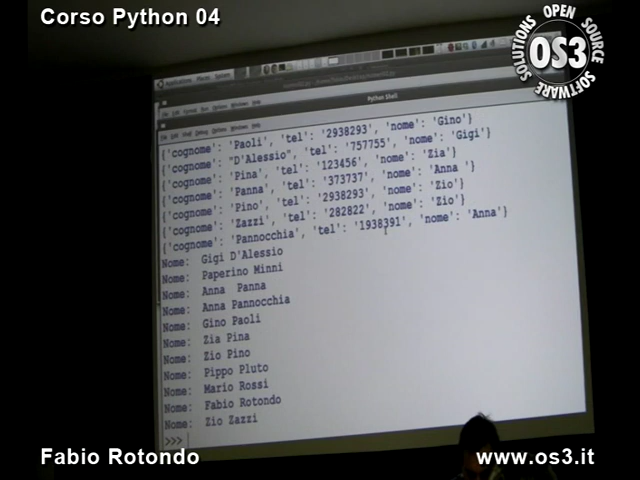 Corso Python 04
SOLUTIONS OPEN SOURCE SOFTWARE
OS3
Python Shell
{'cognome': 'Paoli', 'tel': '2938293', 'nome': 'Gino'}
{'cognome': "D'Alessio", 'tel': '757755', 'nome': 'Gigi'}
{'cognome': 'Pina', 'tel': '123456', 'nome': 'Zia'}
{'cognome': 'Panna', 'tel': '373737', 'nome': 'Anna '}
{'cognome': 'Pino', 'tel': '2938293', 'nome': 'Zio'}
{'cognome': 'Zazzi', 'tel': '282822', 'nome': 'Zio'}
{'cognome': 'Pannocchia', 'tel': '1938391', 'nome': 'Anna'}
Nome: Gigi D'Alessio
Nome: Paperino Minni
Nome: Anna  Panna
Nome: Anna Pannocchia
Nome: Gino Paoli
Nome: Zia Pina
Nome: Zio Pino
Nome: Pippo Pluto
Nome: Mario Rossi
Nome: Fabio Rotondo
Nome: Zio Zazzi
>>>
Fabio Rotondo
www.os3.it